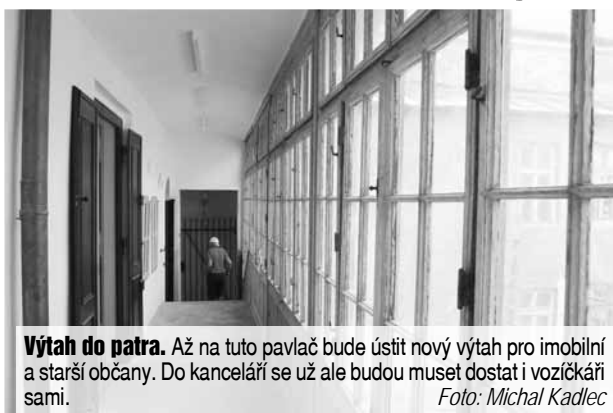 Výtah do patra. Až na tuto pavlač bude ústit nový výtah pro imobilní
a starší občany. Do kanceláří se už ale budou muset dostat i vozíčkáři
sami. Foto: Michal Kadlec